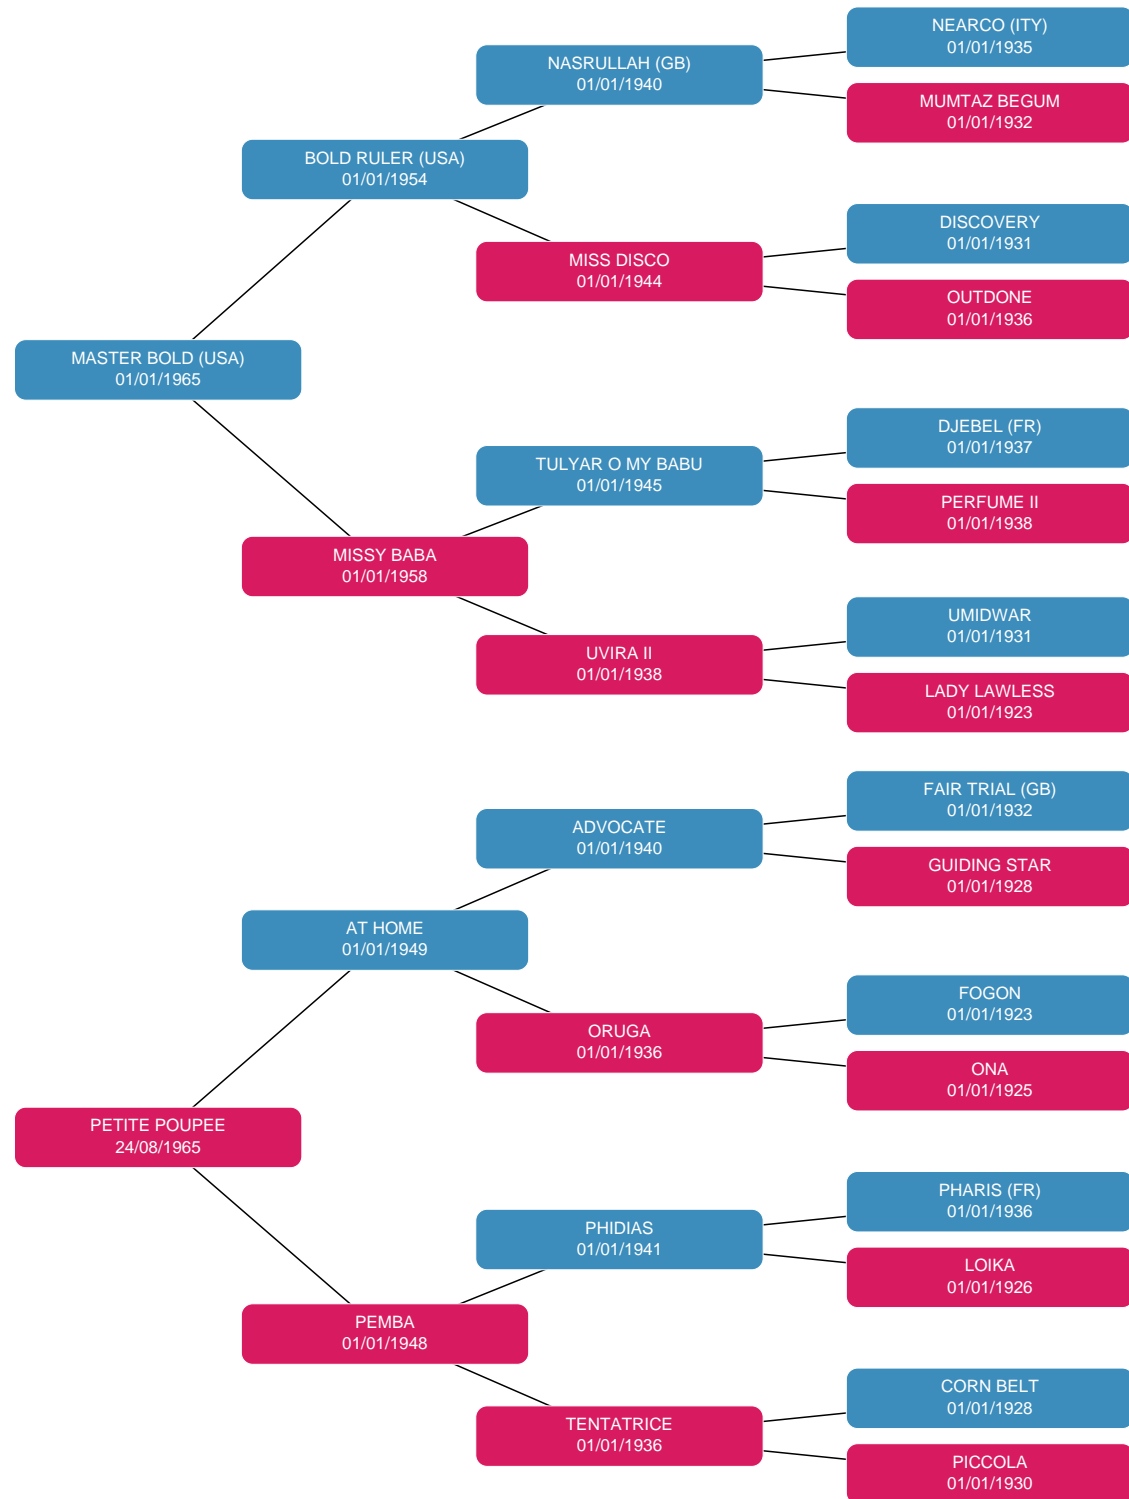 NEARCO (ITY)
01/01/1935
NASRULLAH (GB)
01/01/1940
MUMTAZ BEGUM
01/01/1932
BOLD RULER (USA)
01/01/1954
DISCOVERY
01/01/1931
MISS DISCO
01/01/1944
OUTDONE
01/01/1936
MASTER BOLD (USA)
01/01/1965
DJEBEL (FR)
01/01/1937
TULYAR O MY BABU
01/01/1945
PERFUME II
01/01/1938
MISSY BABA
01/01/1958
UMIDWAR
01/01/1931
UVIRA II
01/01/1938
LADY LAWLESS
01/01/1923
FAIR TRIAL (GB)
01/01/1932
ADVOCATE
01/01/1940
GUIDING STAR
01/01/1928
AT HOME
01/01/1949
FOGON
01/01/1923
ORUGA
01/01/1936
ONA
01/01/1925
PETITE POUPEE
24/08/1965
PHARIS (FR)
01/01/1936
PHIDIAS
01/01/1941
LOIKA
01/01/1926
PEMBA
01/01/1948
CORN BELT
01/01/1928
TENTATRICE
01/01/1936
PICCOLA
01/01/1930